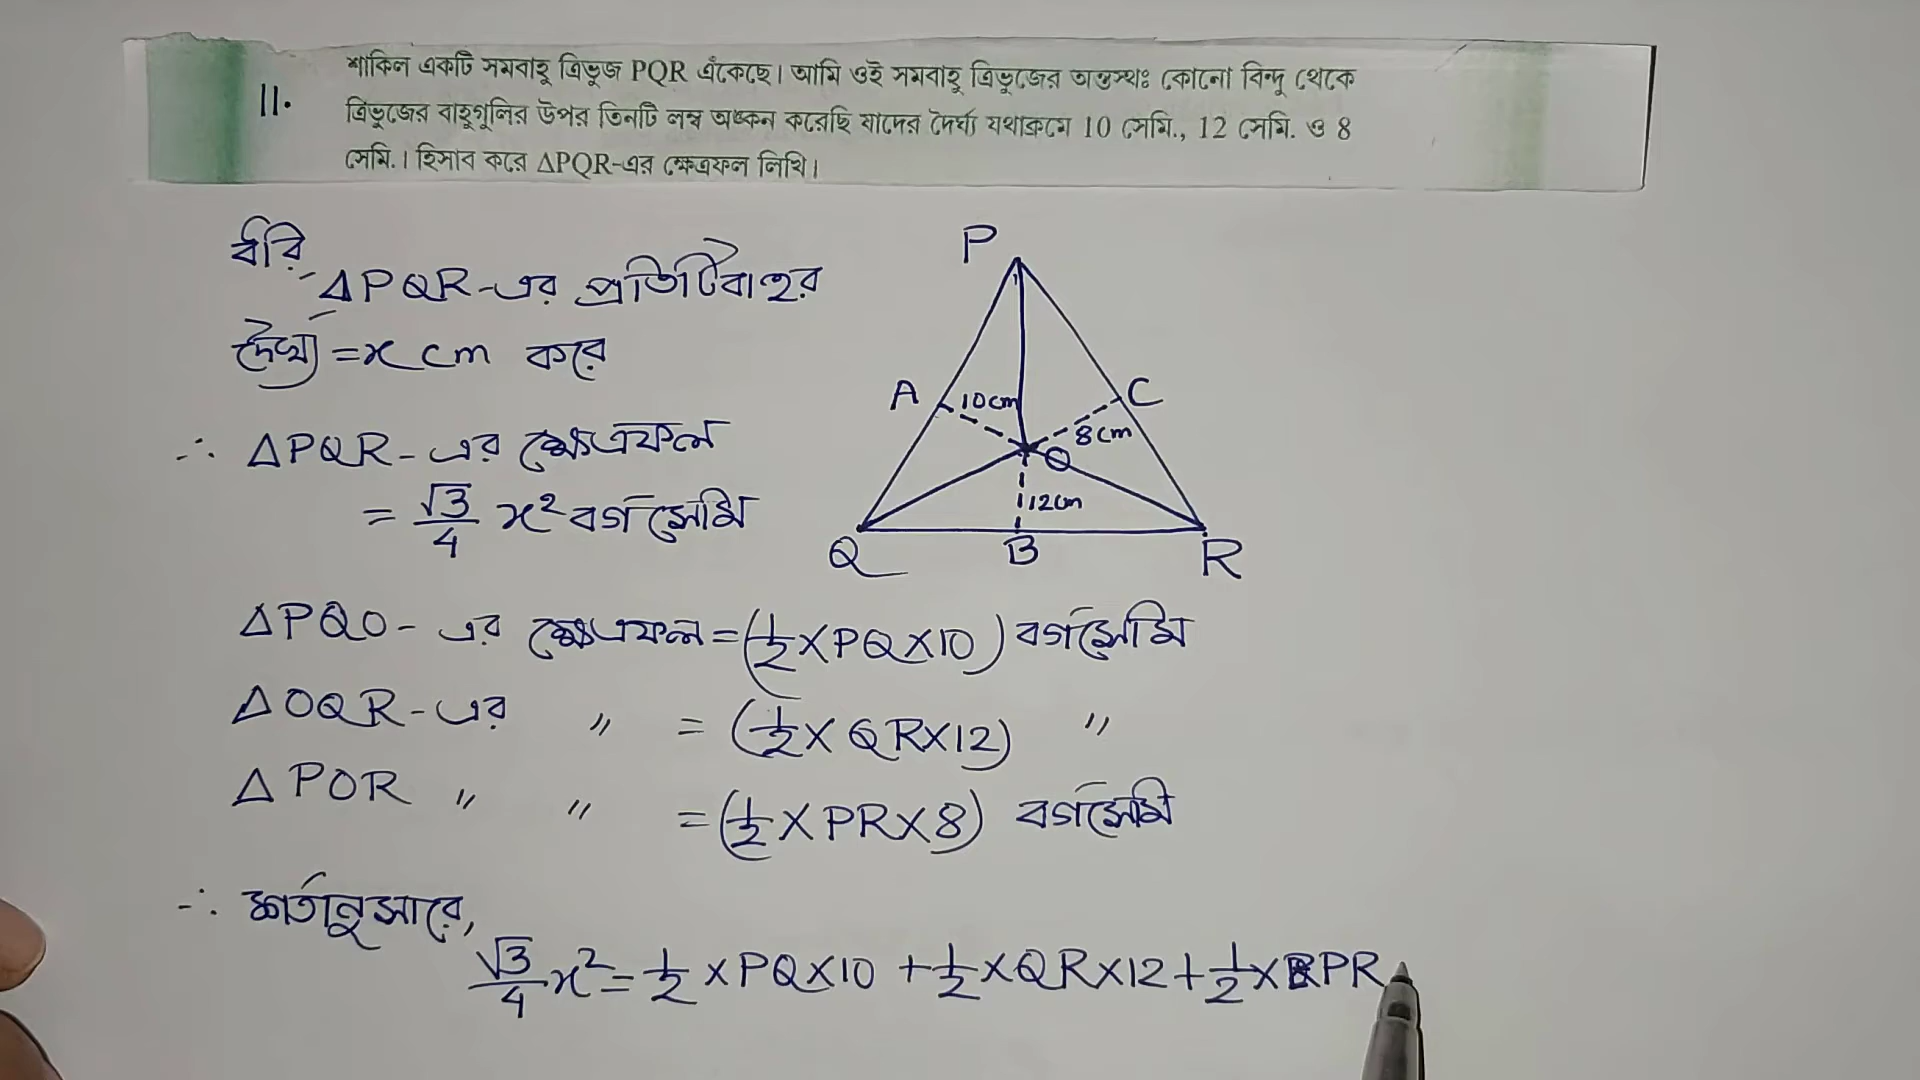 11. শাকিল একটি সমবাহু ত্রিভুজ PQR এঁকেছে। আমি ওই সমবাহু ত্রিভুজের অন্তস্থঃ কোনো বিন্দু থেকে
ত্রিভুজের বাহুগুলির উপর তিনটি লম্ব অঙ্কন করেছি যাদের দৈর্ঘ্য যথাক্রমে 10 সেমি., 12 সেমি. ও 8
সেমি.। হিসাব করে ΔPQR-এর ক্ষেত্রফল লিখি।
ধরি,
ΔPQR-এর প্রতিটি বাহুর
দৈর্ঘ্য = x cm করে
∴ ΔPQR-এর ক্ষেত্রফল
= √3/4 x² বর্গসেমি
P
A
10cm
C
8cm
O
12cm
Q
B
R
ΔPQO-এর ক্ষেত্রফল = (1/2 × PQ × 10) বর্গসেমি
ΔOQR-এর " = (1/2 × QR × 12) "
ΔPOR " " = (1/2 × PR × 8) বর্গসেমি
∴ শর্তানুসারে,
√3/4 x² = 1/2 × PQ × 10 + 1/2 × QR × 12 + 1/2 × PR